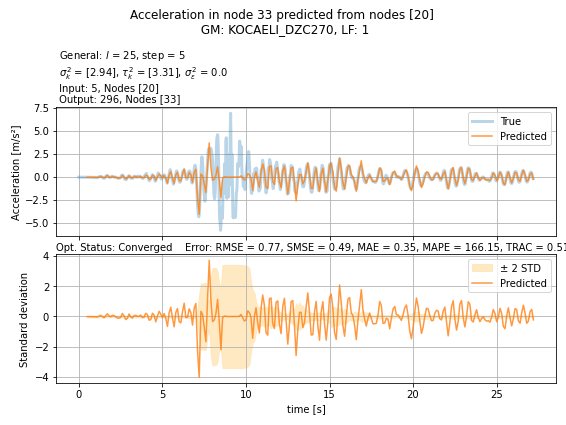 Acceleration in node 33 predicted from nodes [20]
GM: KOCAELI_DZC270, LF: 1
General: l = 25, step = 5
σ²ₖ = [2.94], τ²ₖ = [3.31], σ²ε = 0.0
Input: 5, Nodes [20]
Output: 296, Nodes [33]
7.5
5.0
2.5
0.0
−2.5
−5.0
Acceleration [m/s²]
True
Predicted
Opt. Status: Converged    Error: RMSE = 0.77, SMSE = 0.49, MAE = 0.35, MAPE = 166.15, TRAC = 0.51
4
2
0
−2
−4
Standard deviation
± 2 STD
Predicted
0 5 10 15 20 25
time [s]